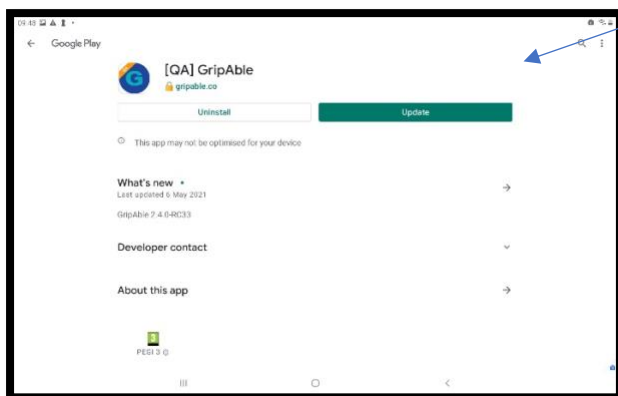 09:48
Google Play
[QA] GripAble
gripable.co
Uninstall
Update
This app may not be optimised for your device
What's new
Last updated 6 May 2021
GripAble 2.4.0-RC33
Developer contact
About this app
3
PEGI 3